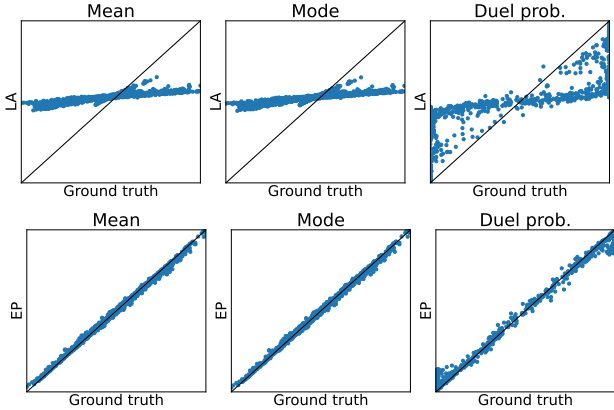 Mean
Mode
Duel prob.
LA
LA
LA
Ground truth
Ground truth
Ground truth
Mean
Mode
Duel prob.
EP
EP
EP
Ground truth
Ground truth
Ground truth